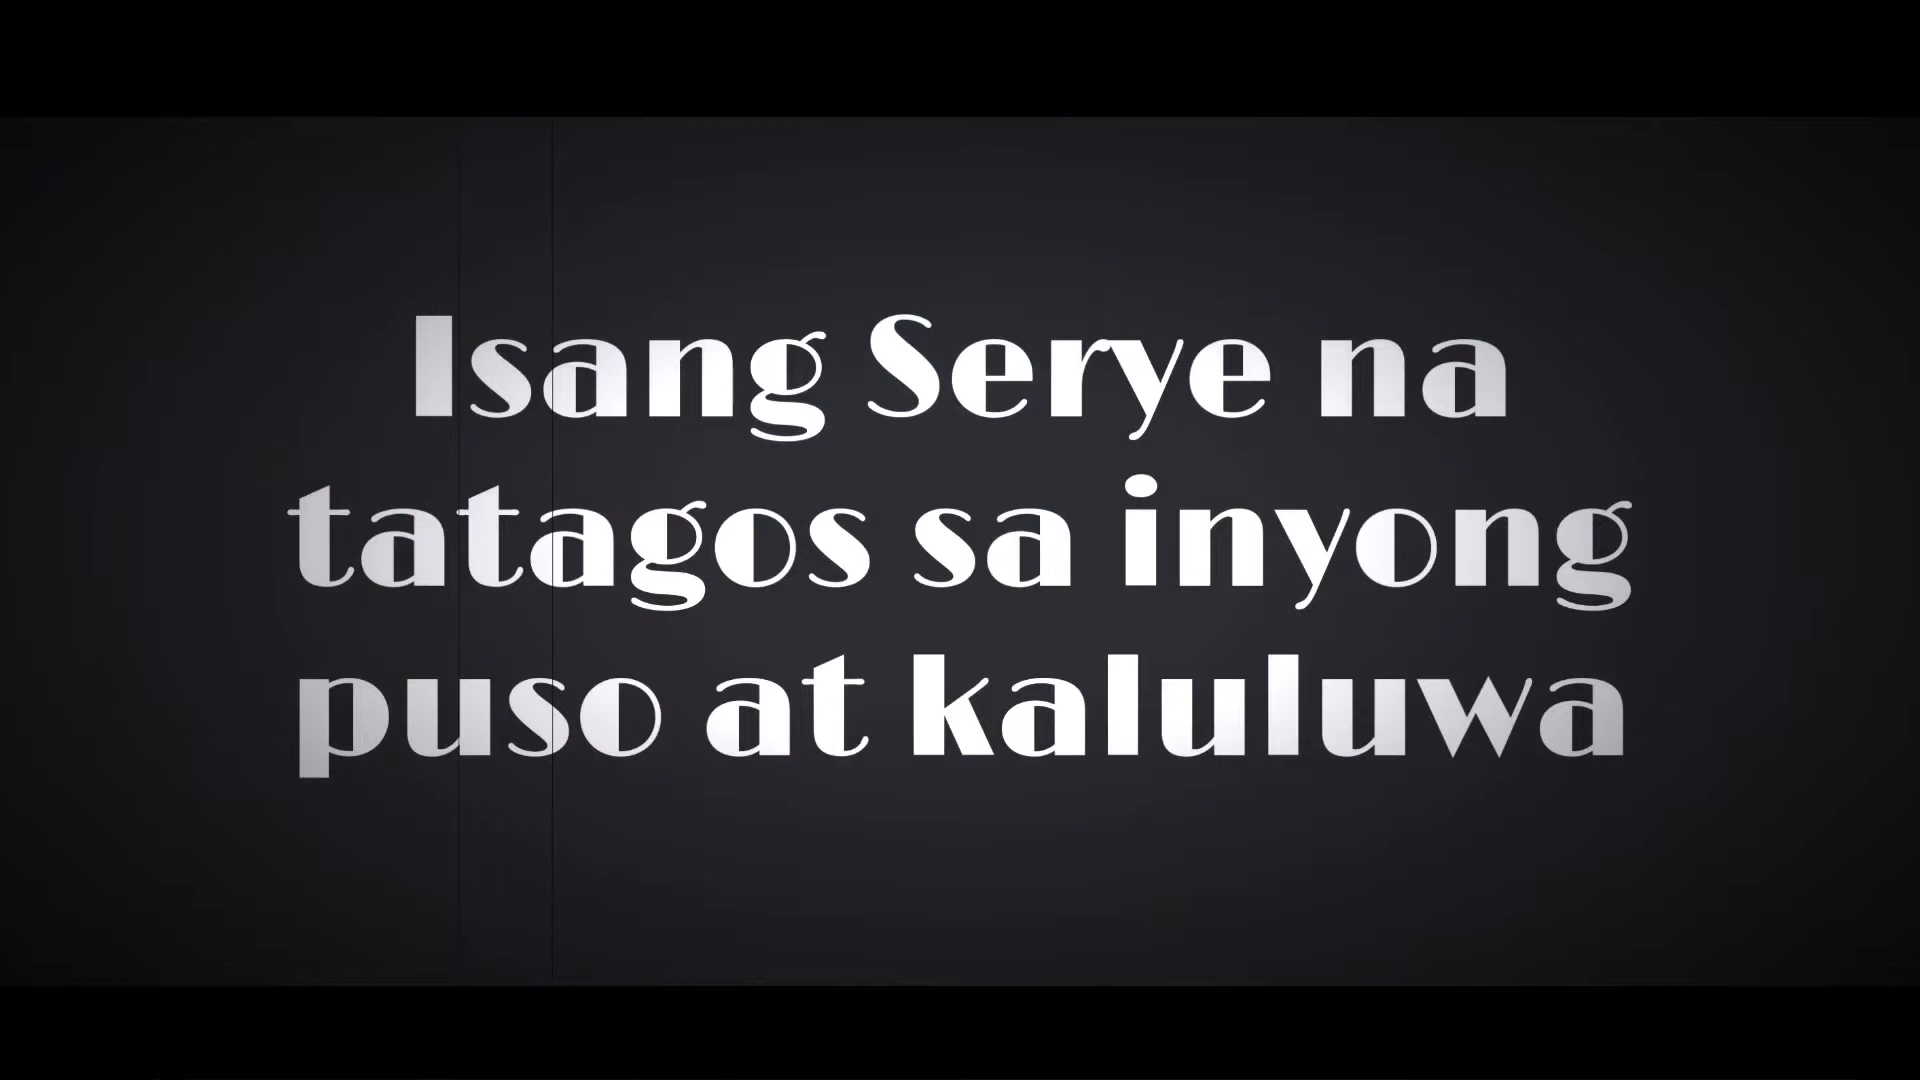 Isang Serye na
tatagos sa inyong
puso at kaluluwa